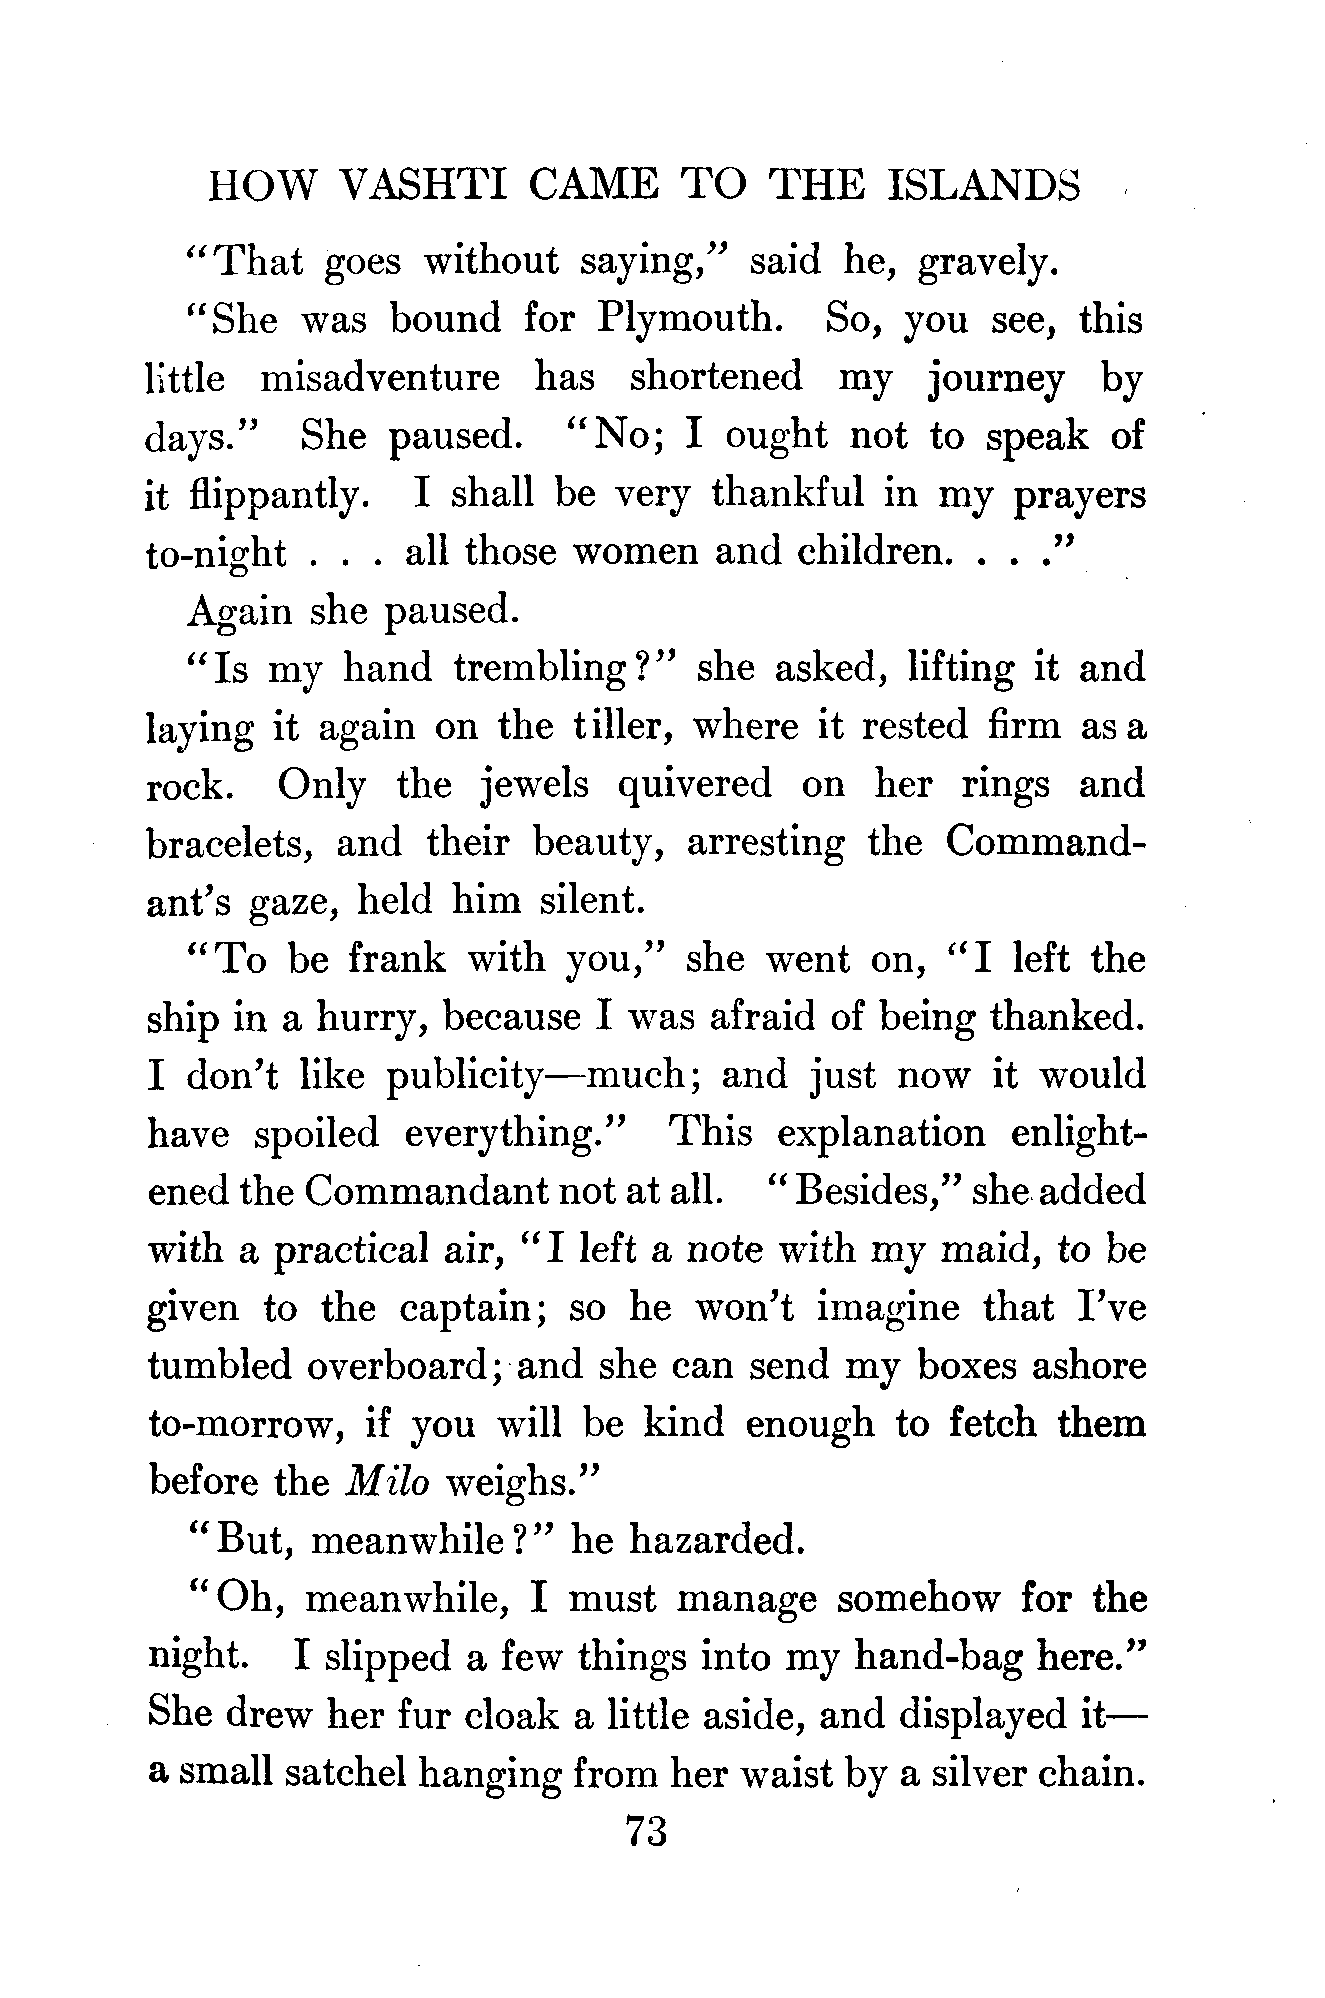 HOW VASHTI CAME TO THE ISLANDS
"That goes without saying," said he, gravely.
"She was bound for Plymouth. So, you see, this
little misadventure has shortened my journey by
days." She paused. "No; I ought not to speak of
it flippantly. I shall be very thankful in my prayers
to-night . . . all those women and children. . . ."
Again she paused.
"Is my hand trembling?" she asked, lifting it and
laying it again on the tiller, where it rested firm as a
rock. Only the jewels quivered on her rings and
bracelets, and their beauty, arresting the Command-
ant's gaze, held him silent.
"To be frank with you," she went on, "I left the
ship in a hurry, because I was afraid of being thanked.
I don't like publicity—much; and just now it would
have spoiled everything." This explanation enlight-
ened the Commandant not at all. "Besides," she added
with a practical air, "I left a note with my maid, to be
given to the captain; so he won't imagine that I've
tumbled overboard; and she can send my boxes ashore
to-morrow, if you will be kind enough to fetch them
before the Milo weighs."
"But, meanwhile?" he hazarded.
"Oh, meanwhile, I must manage somehow for the
night. I slipped a few things into my hand-bag here."
She drew her fur cloak a little aside, and displayed it—
a small satchel hanging from her waist by a silver chain.
73